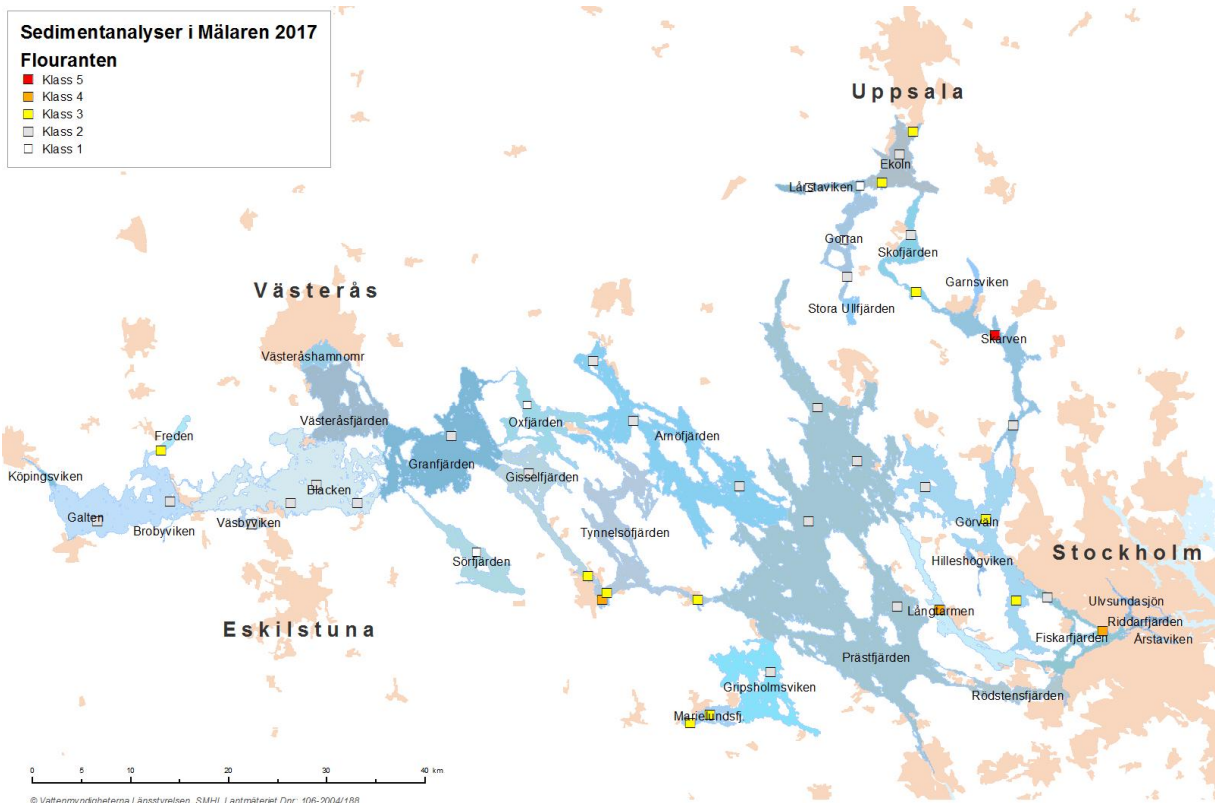 Sedimentanalyser i Mälaren 2017
Flouranten
Klass 5
Klass 4
Klass 3
Klass 2
Klass 1
Uppsala
Ekoln
Lårstaviken
Gorran
Skofjärden
Garnsviken
Stora Ullfjärden
Skarven
Västerås
Västeråshamnomr
Västeråsfjärden
Oxfjärden
Arnöfjärden
Freden
Granfjärden
Gisselfjärden
Köpingsviken
Blacken
Galten
Väsbyviken
Görväln
Brobyviken
Tynnelsöfjärden
Stockholm
Sörfjärden
Hilleshögviken
Ulvsundasjön
Långtarmen
Riddarfjärden
Eskilstuna
Fiskarfjärden
Årstaviken
Prästfjärden
Gripsholmsviken
Rödstensfjärden
Marielundsfj.
0 10 20 30 40 km
© Vattenmyndigheterna Länsstyrelsen, SMHI, Lantmäteriet Dnr: 106-2004/188